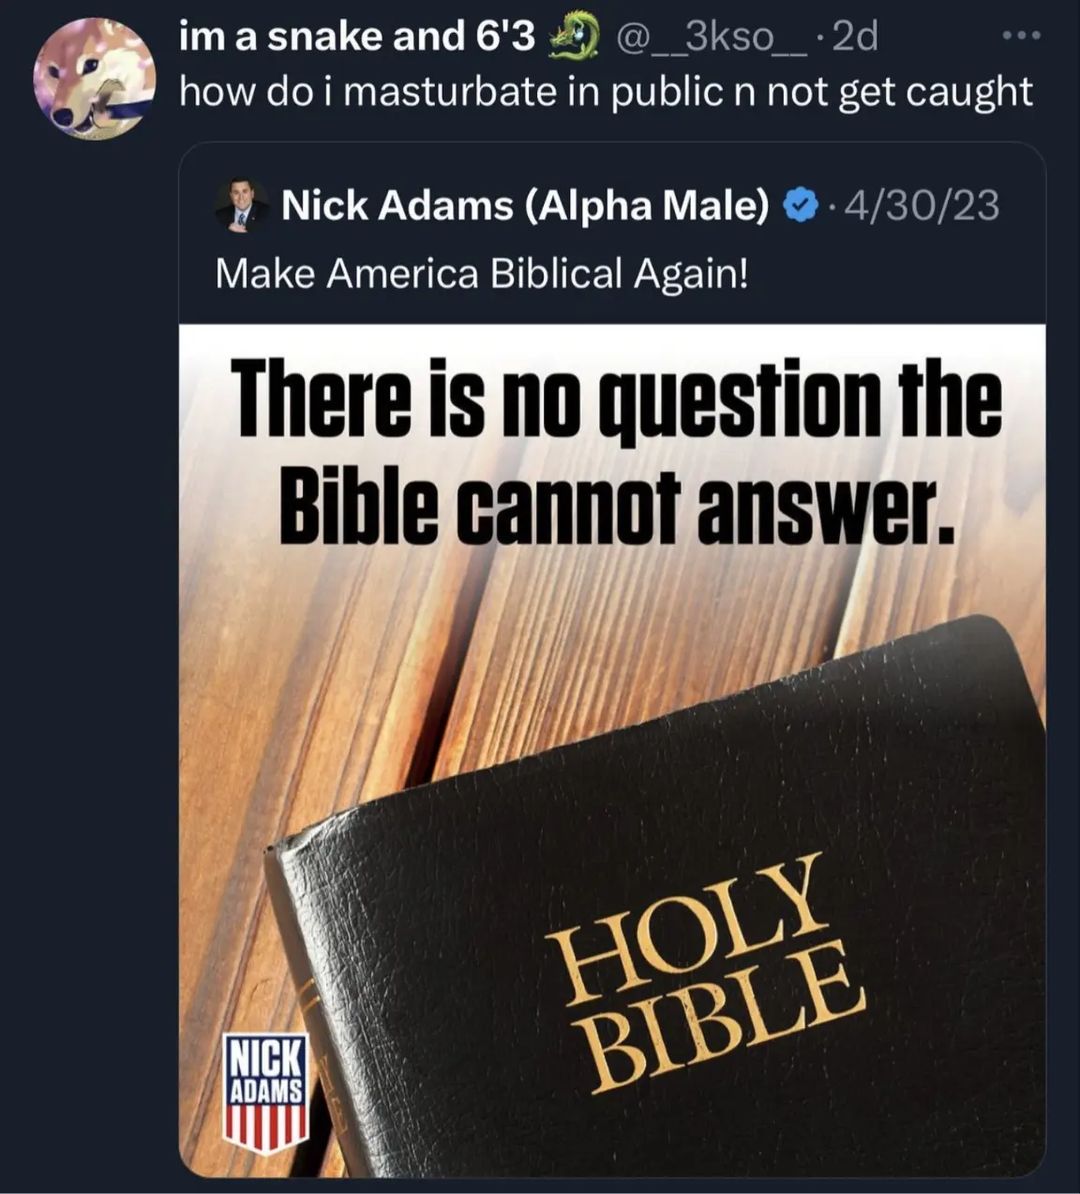 im a snake and 6'3 🐉 @__3kso__ · 2d
how do i masturbate in public n not get caught
Nick Adams (Alpha Male) · 4/30/23
Make America Biblical Again!
There is no question the
Bible cannot answer.
HOLY
BIBLE
NICK
ADAMS